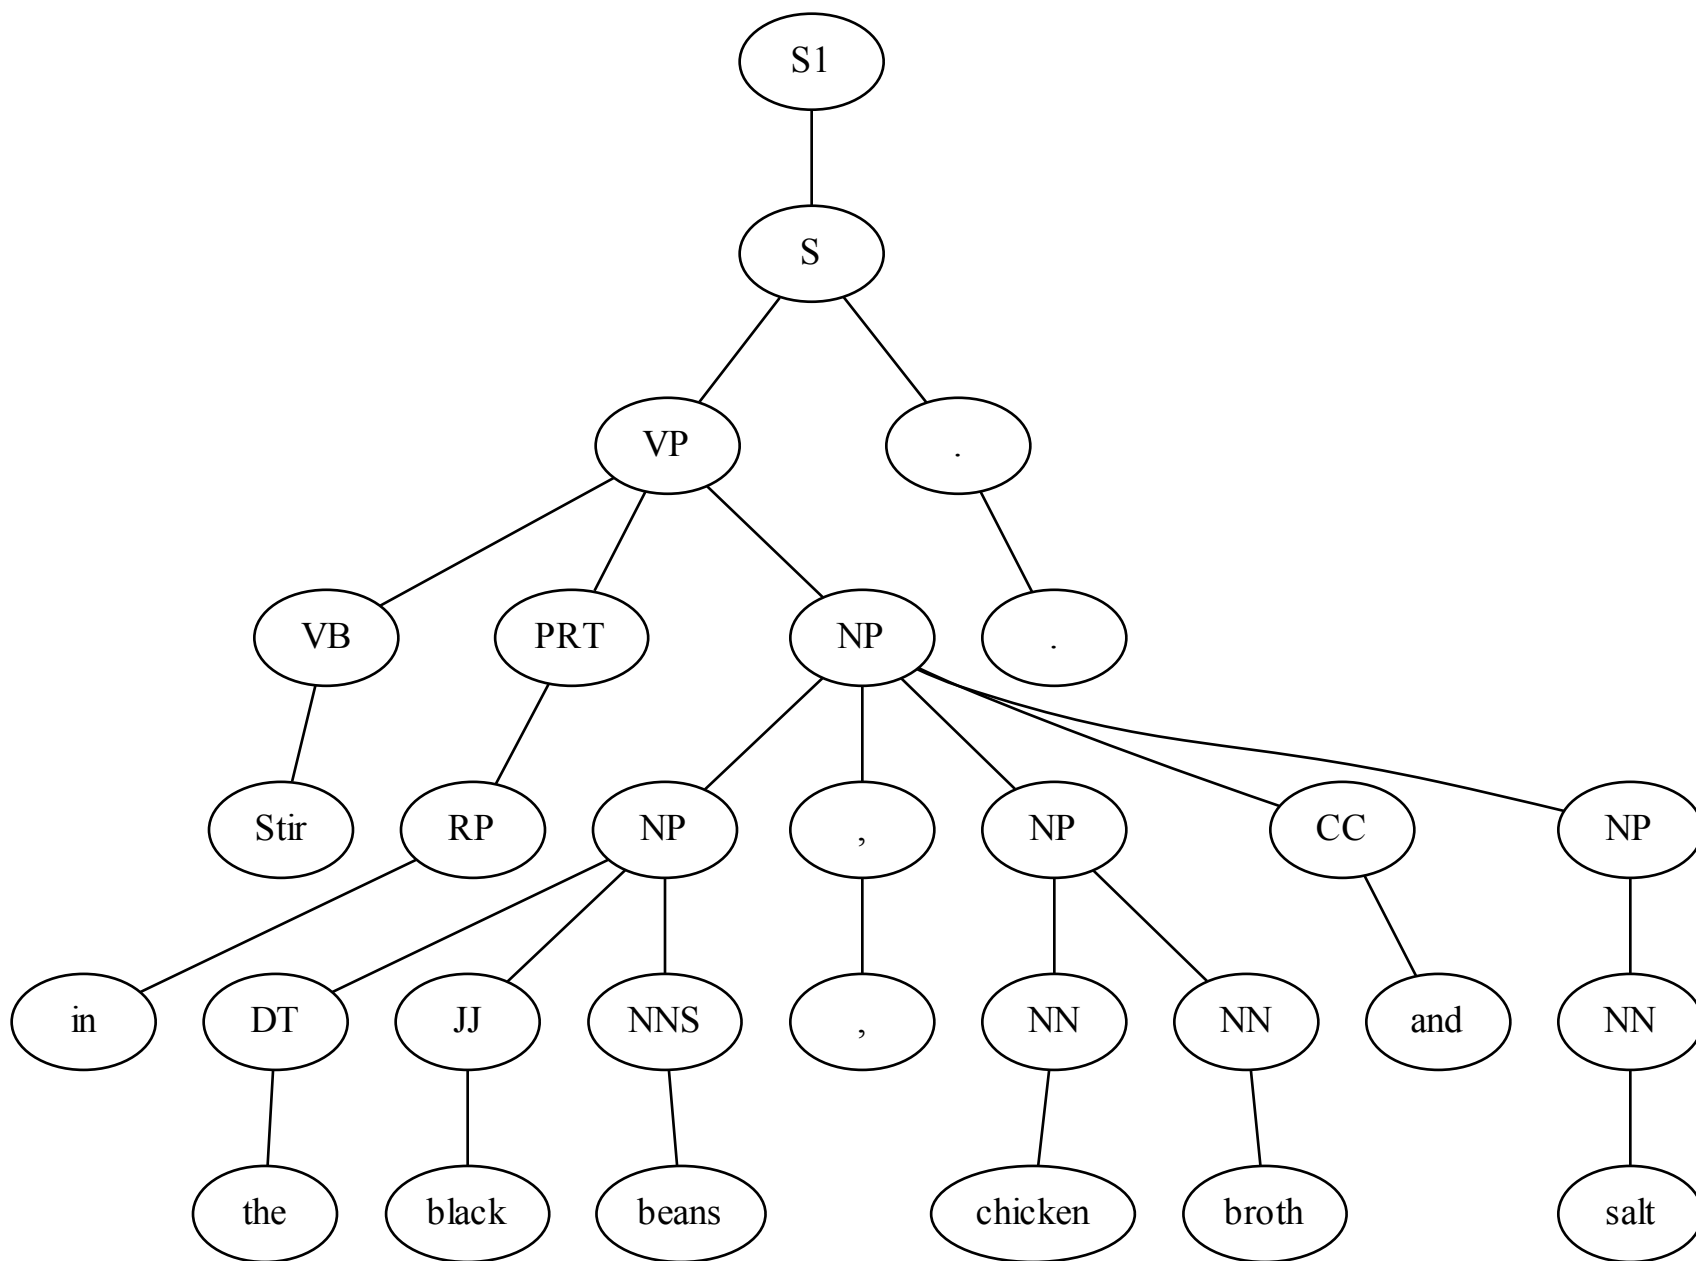 S1
S
VP .
VB PRT NP .
Stir RP NP , NP CC NP
in DT JJ NNS , NN NN and NN
the black beans chicken broth salt